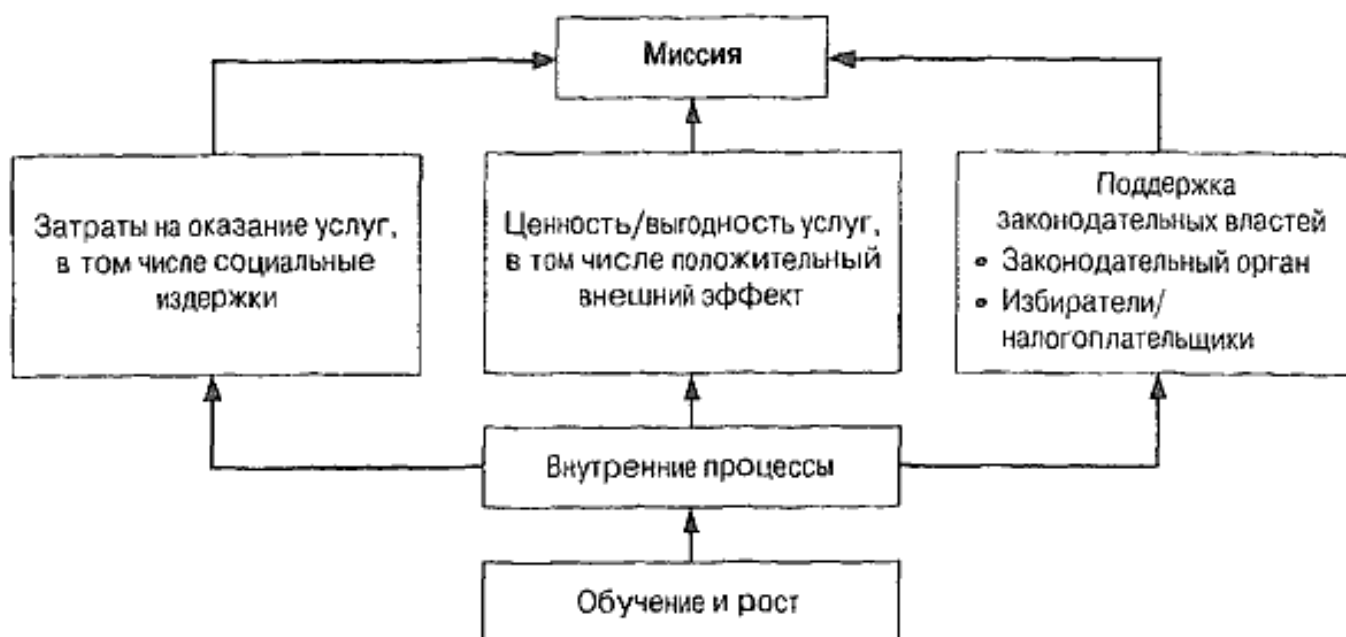 Миссия
Затраты на оказание услуг,
в том числе социальные
издержки
Ценность/выгодность услуг,
в том числе положительный
внешний эффект
Поддержка
законодательных властей
• Законодательный орган
• Избиратели/
налогоплательщики
Внутренние процессы
Обучение и рост